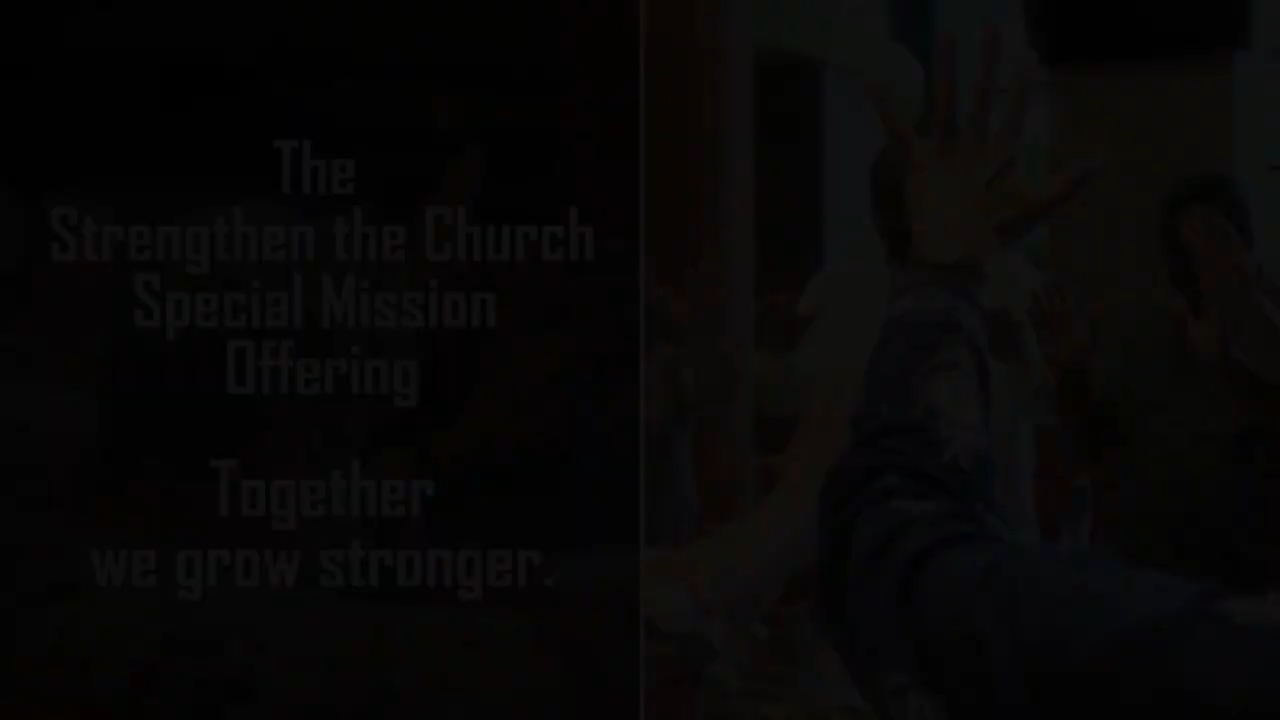 The
Strengthen the Church
Special Mission
Offering
Together
we grow stronger.